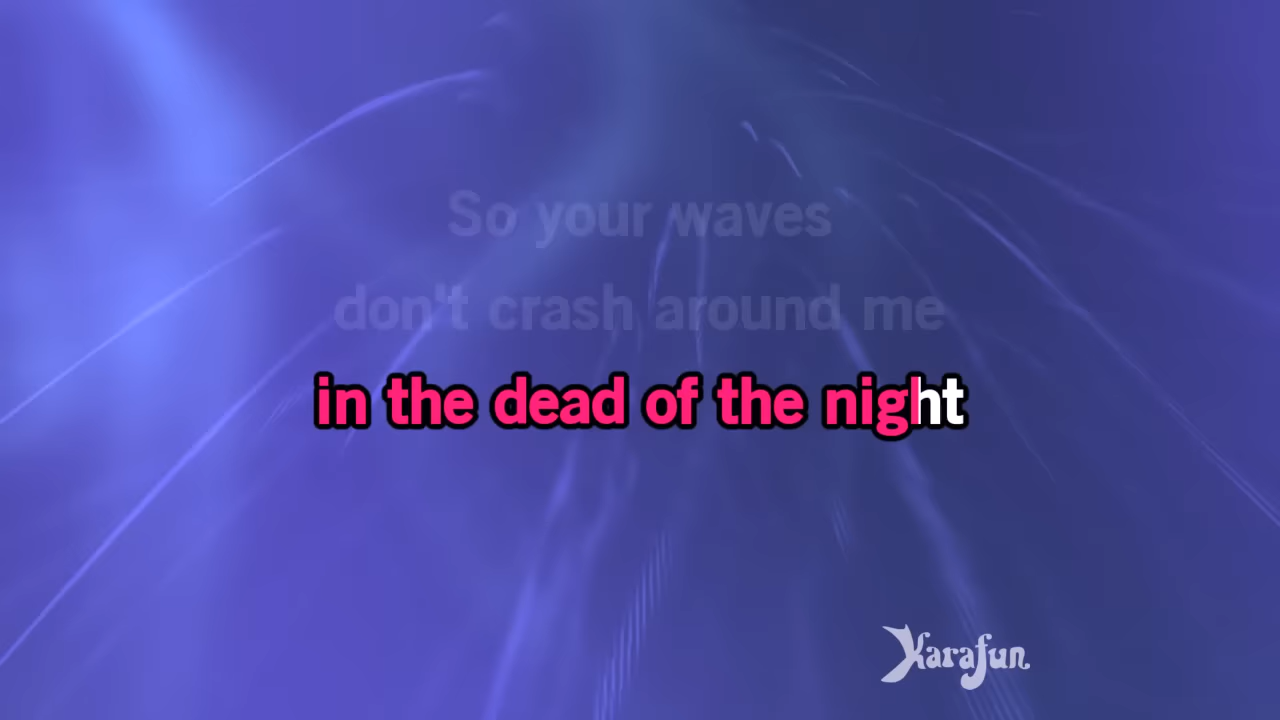 So your waves
don't crash around me
in the dead of the night
Karafun